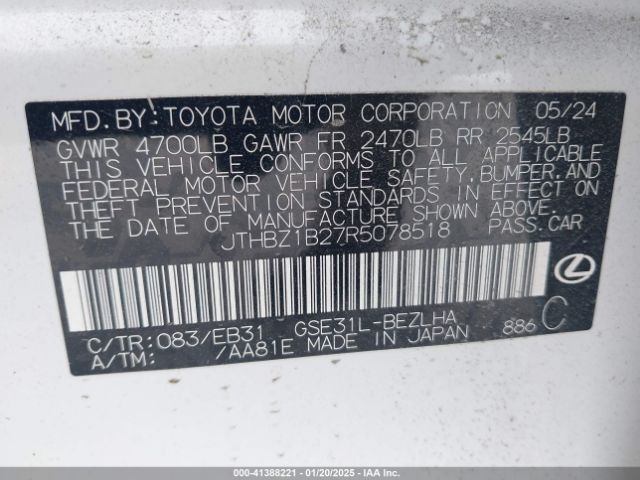 MFD. BY: TOYOTA MOTOR CORPORATION 05/24
GVWR 4700LB GAWR FR 2470LB RR 2545LB
THIS VEHICLE CONFORMS TO ALL APPLICABLE
FEDERAL MOTOR VEHICLE SAFETY, BUMPER, AND
THEFT PREVENTION STANDARDS IN EFFECT ON
THE DATE OF MANUFACTURE SHOWN ABOVE.
JTHBZ1B27R5078518 PASS.CAR
C/TR: 083/EB31 GSE31L-BEZLHA
A/TM: /AA81E MADE IN JAPAN 886 C
000-41388221 | 01/20/2025 - IAAI.COM